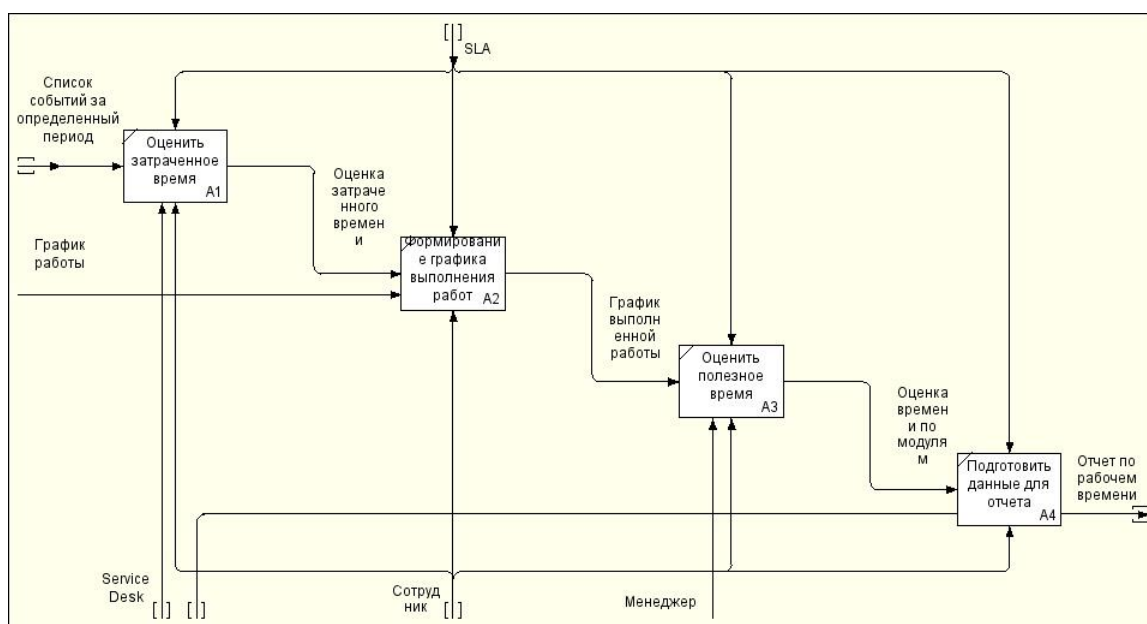 [ ]
SLA
Список
событий за
определенный
период
[ ]
Оценить
затраченное
время
A1
Оценка
затраче
нного
времен
и
График
работы
Формировани
е графика
выполнения
работ
A2
График
выполн
енной
работы
Оценить
полезное
время
A3
Оценка
времен
и по
модуля
м
Подготовить
данные для
отчета
A4
Отчет по
рабочем
времени
[ ]
Service
Desk
[ ]
[ ]
Сотруд
ник
[ ]
Менеджер